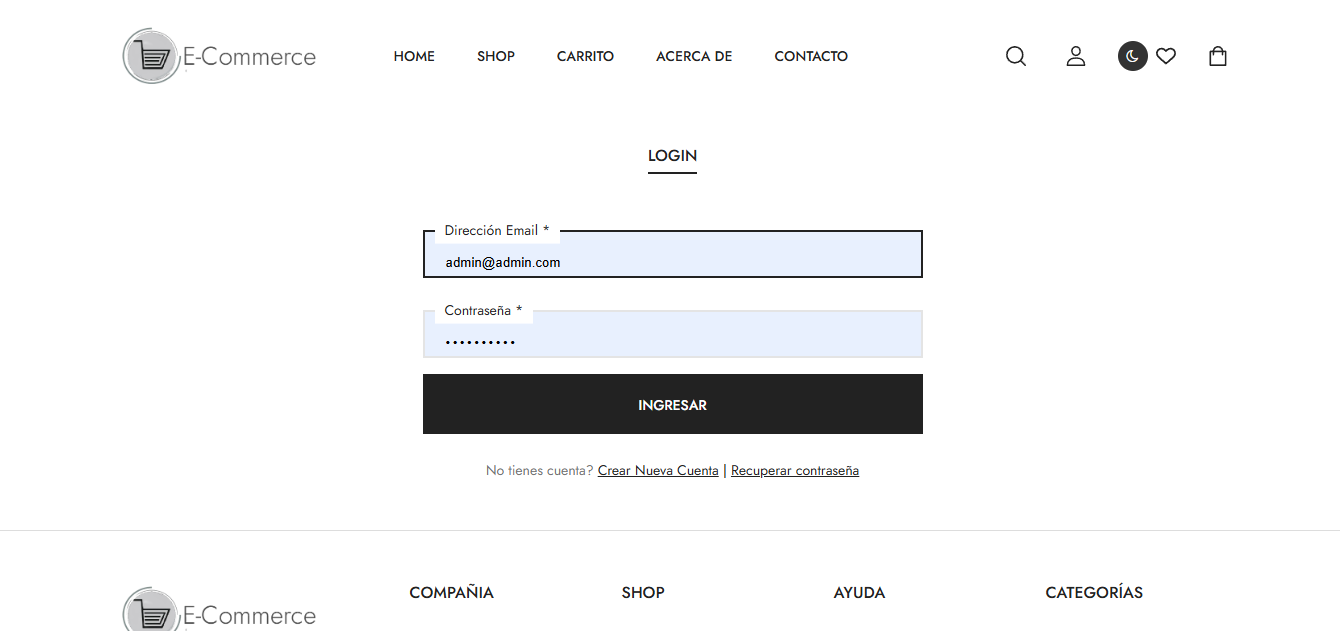 E-Commerce
HOME SHOP CARRITO ACERCA DE CONTACTO
LOGIN
Dirección Email *
admin@admin.com
Contraseña *
••••••••••
INGRESAR
No tienes cuenta? Crear Nueva Cuenta | Recuperar contraseña
E-Commerce
COMPAÑIA SHOP AYUDA CATEGORÍAS